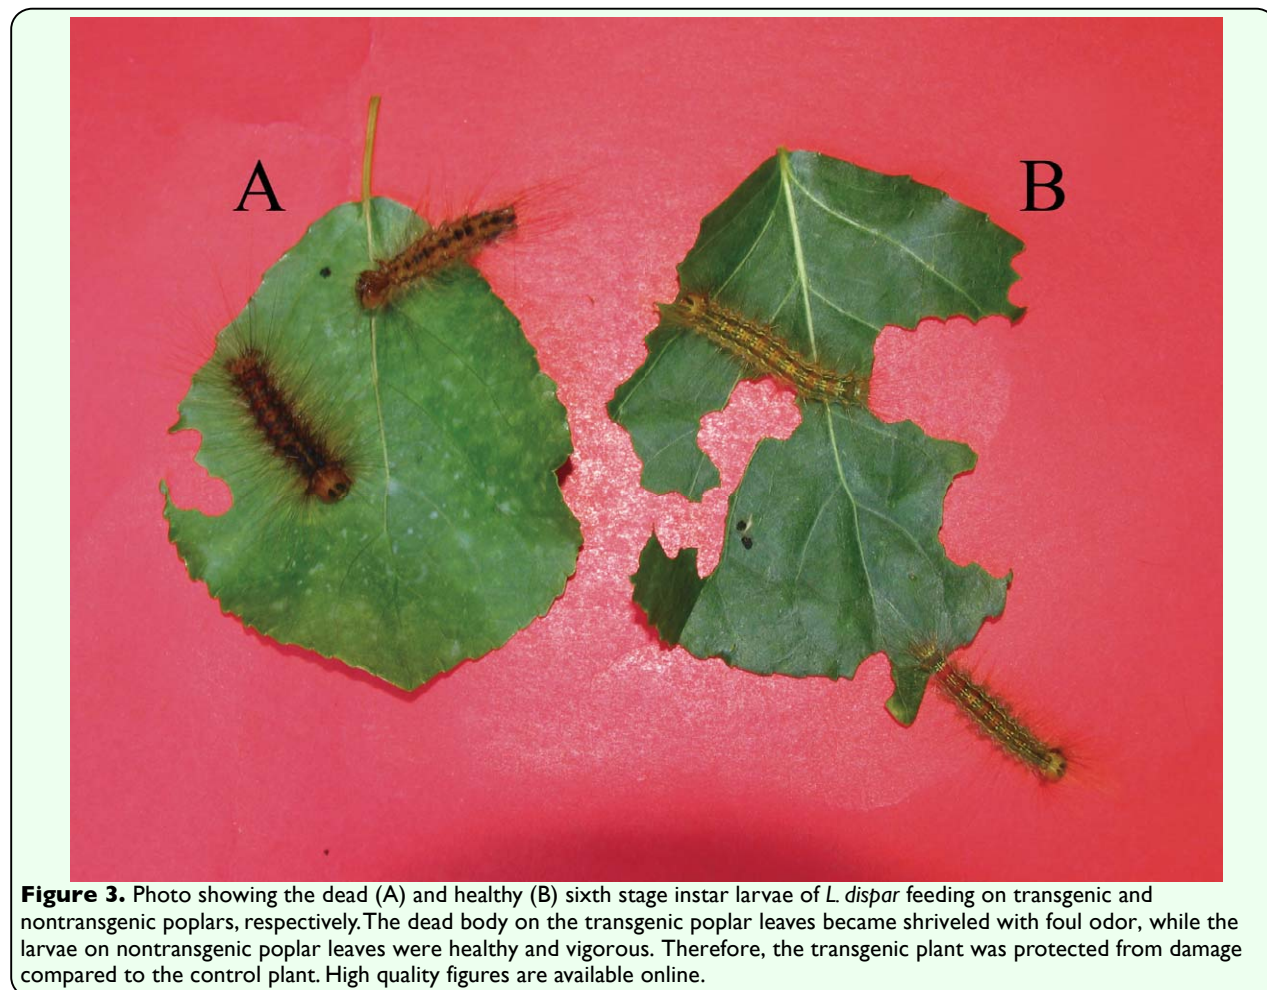 A
B
Figure 3. Photo showing the dead (A) and healthy (B) sixth stage instar larvae of L. dispar feeding on transgenic and
nontransgenic poplars, respectively.The dead body on the transgenic poplar leaves became shriveled with foul odor, while the
larvae on nontransgenic poplar leaves were healthy and vigorous. Therefore, the transgenic plant was protected from damage
compared to the control plant. High quality figures are available online.